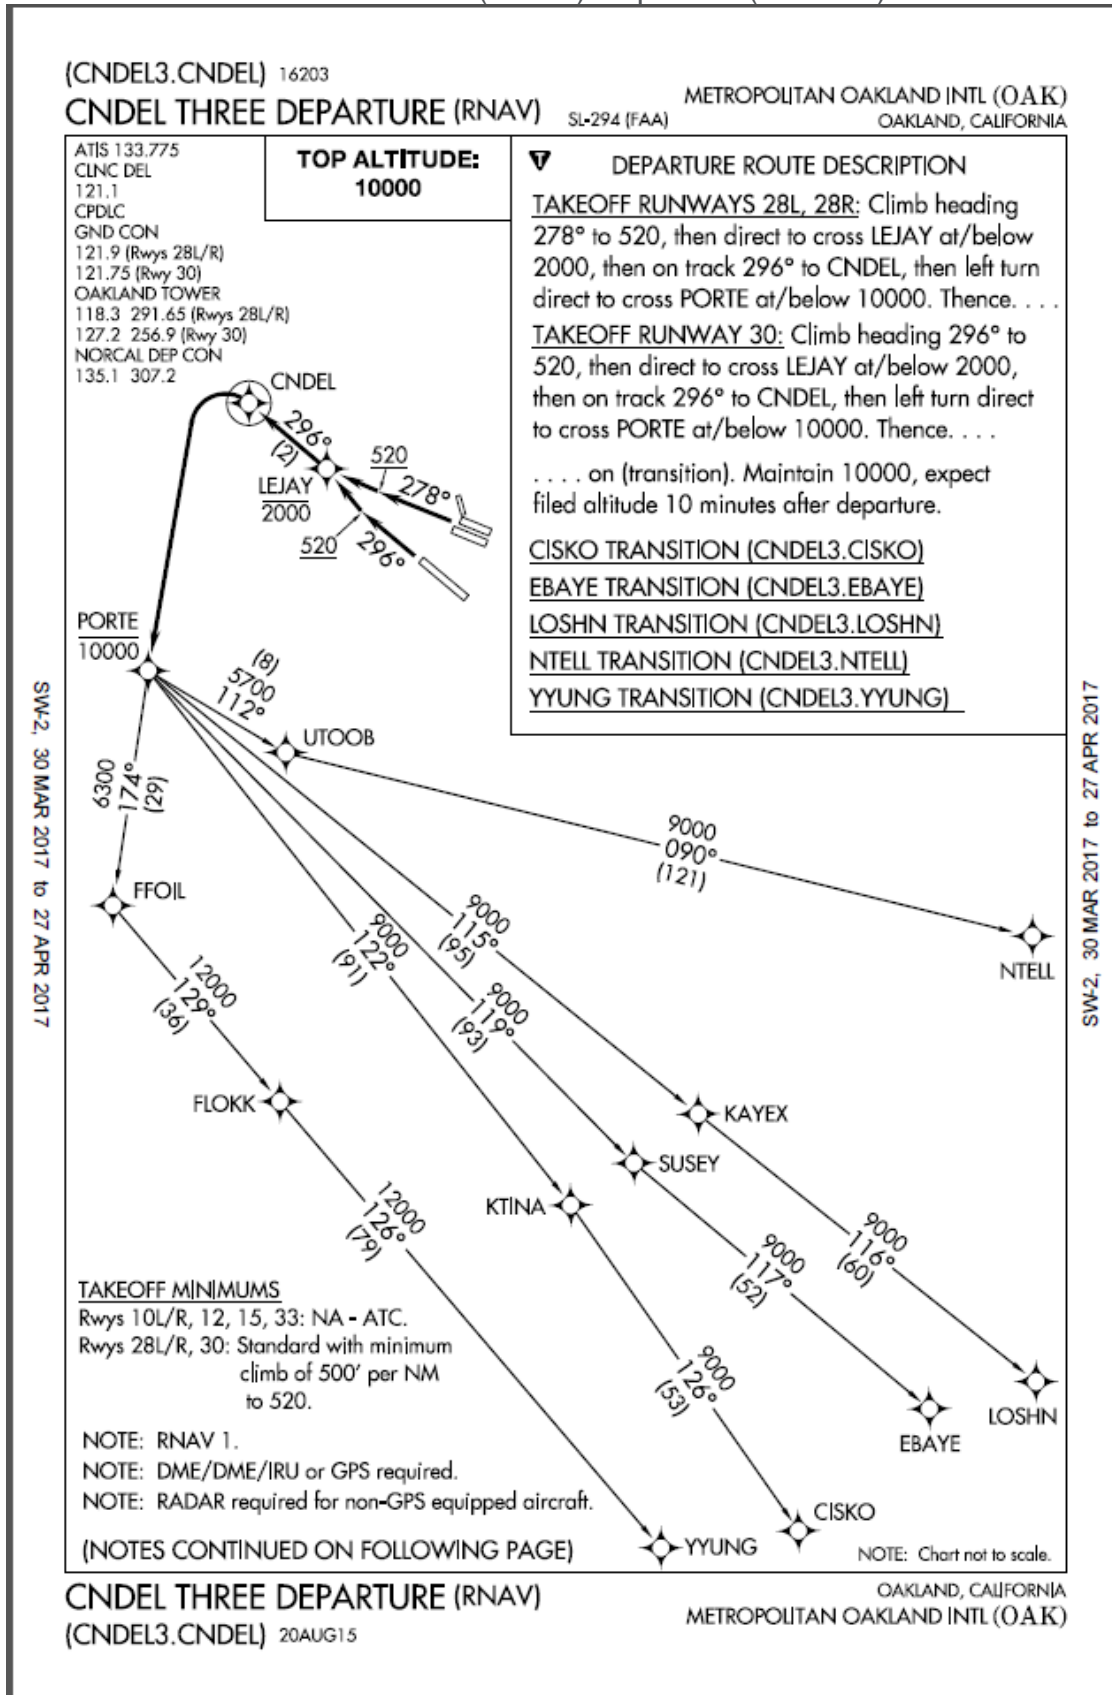 (CNDEL3.CNDEL) 16203
CNDEL THREE DEPARTURE (RNAV)
SL-294 (FAA)
METROPOLITAN OAKLAND INTL (OAK)
OAKLAND, CALIFORNIA
ATIS 133.775
CLNC DEL
121.1
CPDLC
GND CON
121.9 (Rwys 28L/R)
121.75 (Rwy 30)
OAKLAND TOWER
118.3 291.65 (Rwys 28L/R)
127.2 256.9 (Rwy 30)
NORCAL DEP CON
135.1 307.2
TOP ALTITUDE:
10000
T
DEPARTURE ROUTE DESCRIPTION
TAKEOFF RUNWAYS 28L, 28R: Climb heading
278° to 520, then direct to cross LEJAY at/below
2000, then on track 296° to CNDEL, then left turn
direct to cross PORTE at/below 10000. Thence. . . .
TAKEOFF RUNWAY 30: Climb heading 296° to
520, then direct to cross LEJAY at/below 2000,
then on track 296° to CNDEL, then left turn direct
to cross PORTE at/below 10000. Thence. . . .
. . . . on (transition). Maintain 10000, expect
filed altitude 10 minutes after departure.
CISKO TRANSITION (CNDEL3.CISKO)
EBAYE TRANSITION (CNDEL3.EBAYE)
LOSHN TRANSITION (CNDEL3.LOSHN)
NTELL TRANSITION (CNDEL3.NTELL)
YYUNG TRANSITION (CNDEL3.YYUNG)
CNDEL
296°
(2)
LEJAY
2000
520
278°
520
296°
PORTE
10000
(8)
5700
112°
UTOOB
6300
174°
(29)
9000
090°
(121)
NTELL
FFOIL
9000
115°
(95)
9000
122°
(91)
9000
119°
(93)
12000
129°
(36)
FLOKK
KAYEX
SUSEY
KTINA
12000
126°
(79)
9000
116°
(60)
9000
117°
(52)
9000
126°
(53)
LOSHN
EBAYE
CISKO
YYUNG
TAKEOFF MINIMUMS
Rwys 10L/R, 12, 15, 33: NA - ATC.
Rwys 28L/R, 30: Standard with minimum
climb of 500' per NM
to 520.
NOTE: RNAV 1.
NOTE: DME/DME/IRU or GPS required.
NOTE: RADAR required for non-GPS equipped aircraft.
(NOTES CONTINUED ON FOLLOWING PAGE)
NOTE: Chart not to scale.
SW-2, 30 MAR 2017 to 27 APR 2017
SW-2, 30 MAR 2017 to 27 APR 2017
CNDEL THREE DEPARTURE (RNAV)
(CNDEL3.CNDEL) 20AUG15
OAKLAND, CALIFORNIA
METROPOLITAN OAKLAND INTL (OAK)